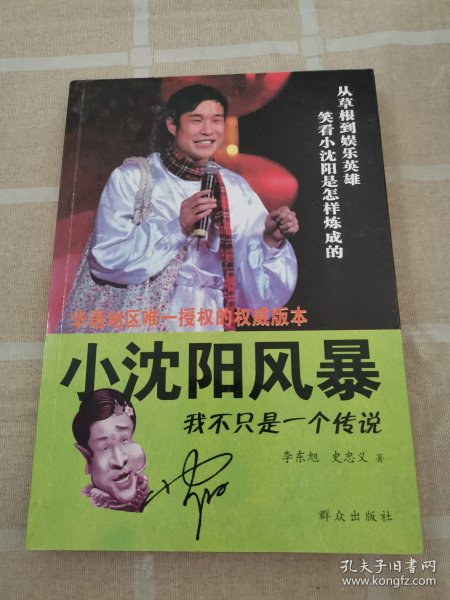 从草根到娱乐英雄
笑看小沈阳是怎样炼成的
华语地区唯一授权的权威版本
小沈阳风暴
我不只是一个传说
李东旭 史忠义 著
群众出版社
孔夫子旧书网
www.kongfz.com